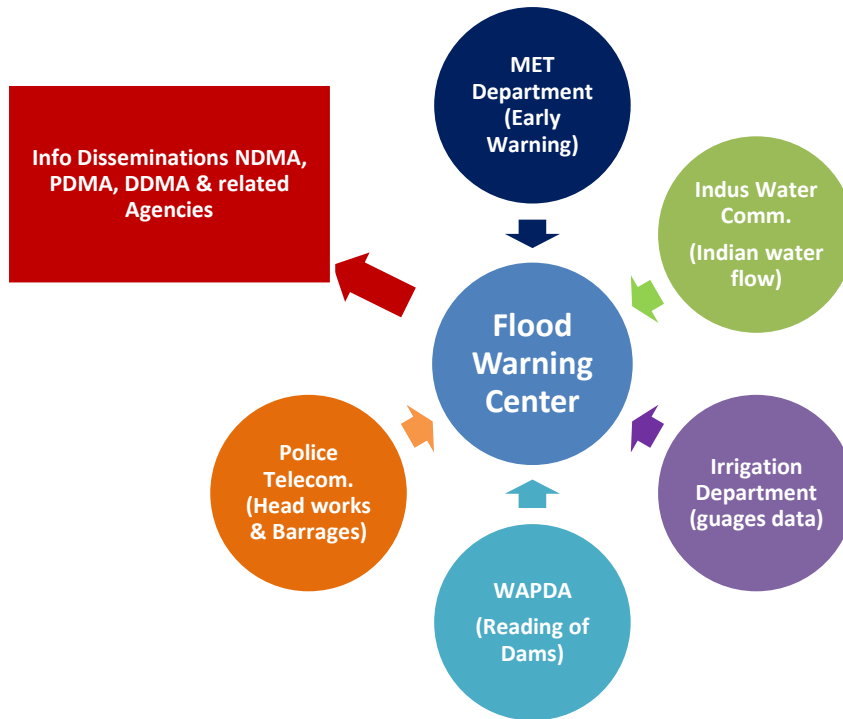 MET
Department
(Early
Warning)
Info Disseminations NDMA,
PDMA, DDMA & related
Agencies
Indus Water
Comm.
(Indian water
flow)
Flood
Warning
Center
Police
Telecom.
(Head works
& Barrages)
Irrigation
Department
(guages data)
WAPDA
(Reading of
Dams)